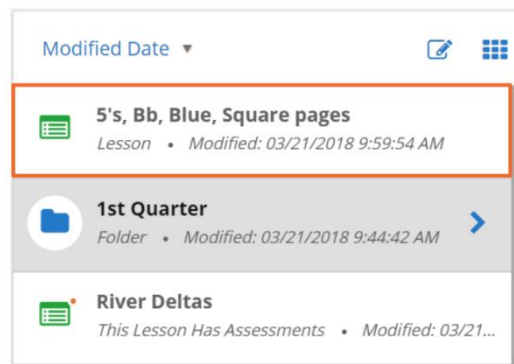 Modified Date
5's, Bb, Blue, Square pages
Lesson • Modified: 03/21/2018 9:59:54 AM
1st Quarter
Folder • Modified: 03/21/2018 9:44:42 AM
River Deltas
This Lesson Has Assessments • Modified: 03/21...